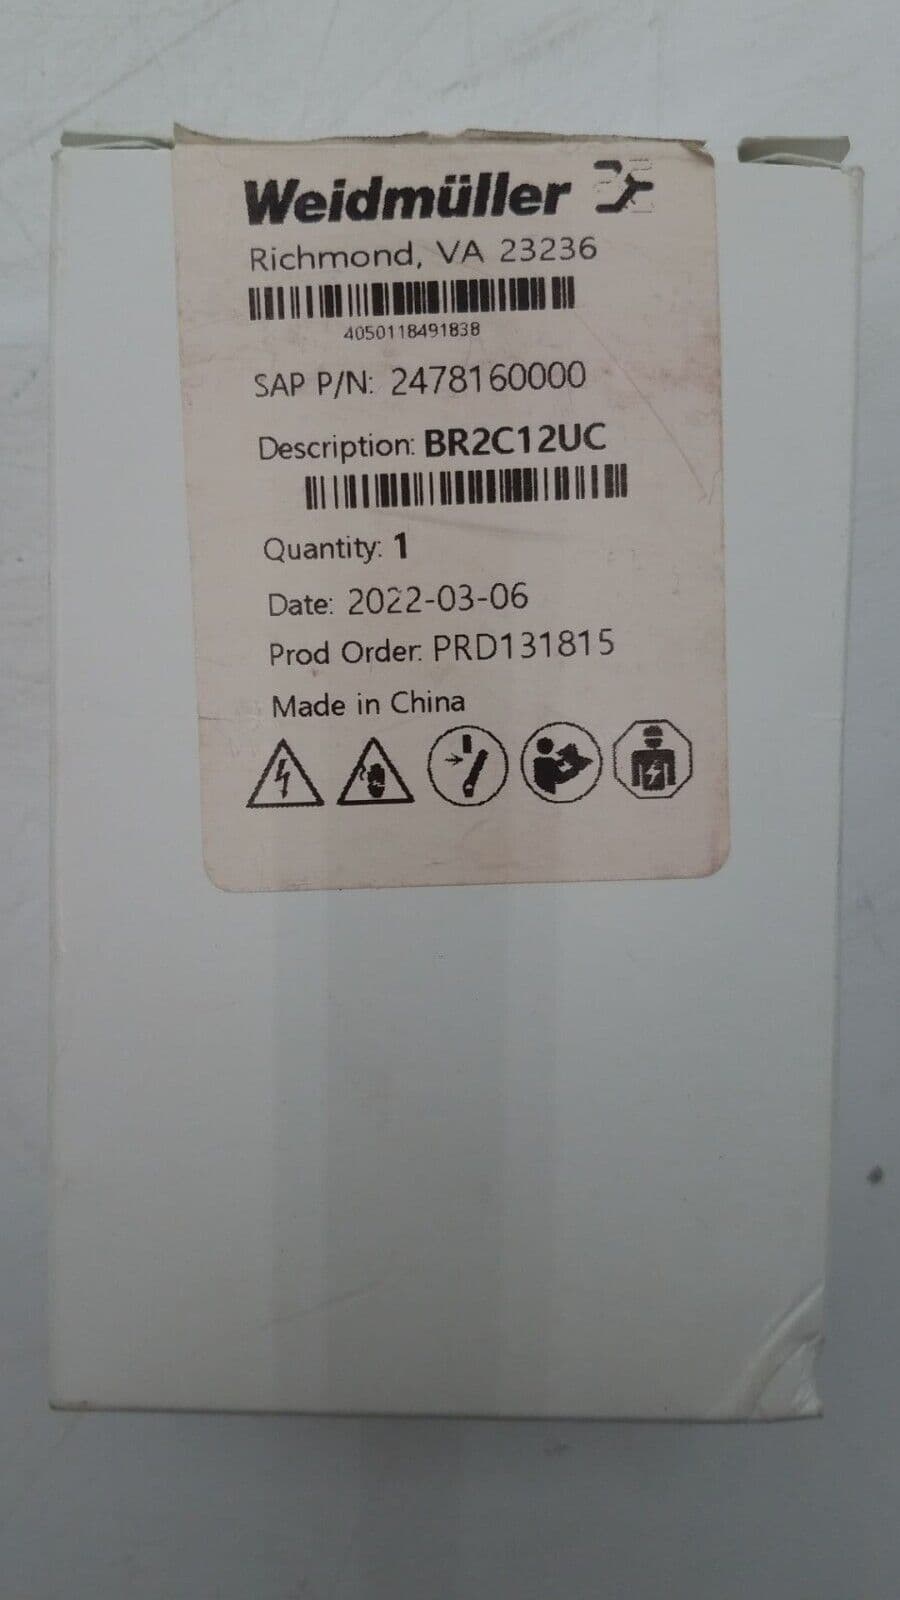 Weidmüller
Richmond, VA 23236
4050118491838
SAP P/N: 2478160000
Description: BR2C12UC
Quantity: 1
Date: 2022-03-06
Prod Order: PRD131815
Made in China